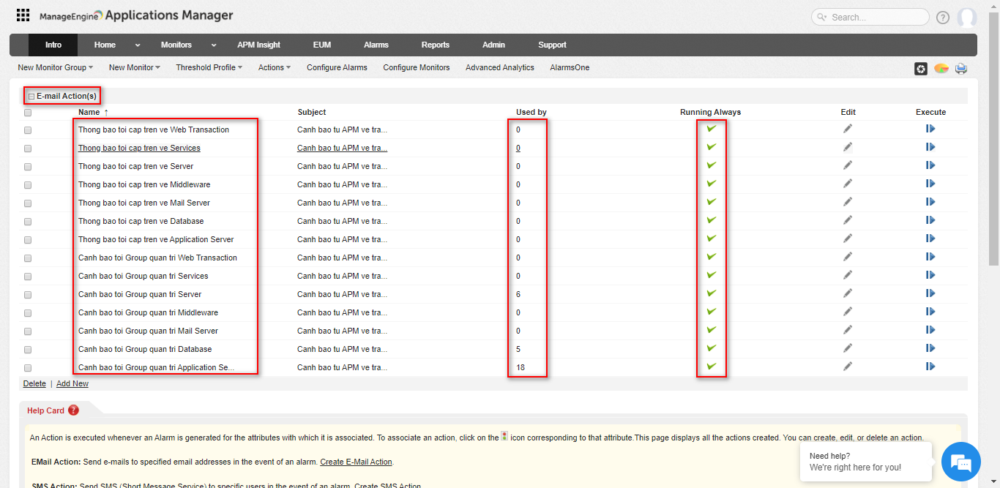 ManageEngine Applications Manager
Search...
?
Intro Home Monitors APM Insight EUM Alarms Reports Admin Support
New Monitor Group New Monitor Threshold Profile Actions Configure Alarms Configure Monitors Advanced Analytics AlarmsOne
E-mail Action(s)
Name ↑ Subject Used by Running Always Edit Execute
Thong bao toi cap tren ve Web Transaction Canh bao tu APM ve tra... 0
Thong bao toi cap tren ve Services Canh bao tu APM ve tra... 0
Thong bao toi cap tren ve Server Canh bao tu APM ve tra... 0
Thong bao toi cap tren ve Middleware Canh bao tu APM ve tra... 0
Thong bao toi cap tren ve Mail Server Canh bao tu APM ve tra... 0
Thong bao toi cap tren ve Database Canh bao tu APM ve tra... 0
Thong bao toi cap tren ve Application Server Canh bao tu APM ve tra... 0
Canh bao toi Group quan tri Web Transaction Canh bao tu APM ve tra... 0
Canh bao toi Group quan tri Services Canh bao tu APM ve tra... 0
Canh bao toi Group quan tri Server Canh bao tu APM ve tra... 6
Canh bao toi Group quan tri Middleware Canh bao tu APM ve tra... 0
Canh bao toi Group quan tri Mail Server Canh bao tu APM ve tra... 0
Canh bao toi Group quan tri Database Canh bao tu APM ve tra... 5
Canh bao toi Group quan tri Application Se... Canh bao tu APM ve tra... 18
Delete | Add New
Help Card ?
An Action is executed whenever an Alarm is generated for the attributes with which it is associated. To associate an action, click on the icon corresponding to that attribute.This page displays all the actions created. You can create, edit, or delete an action.
EMail Action: Send e-mails to specified email addresses in the event of an alarm. Create E-Mail Action.
SMS Action: Send SMS (Short Message Service) to specific users in the event of an alarm. Create SMS Action
Need help?
We're right here for you!